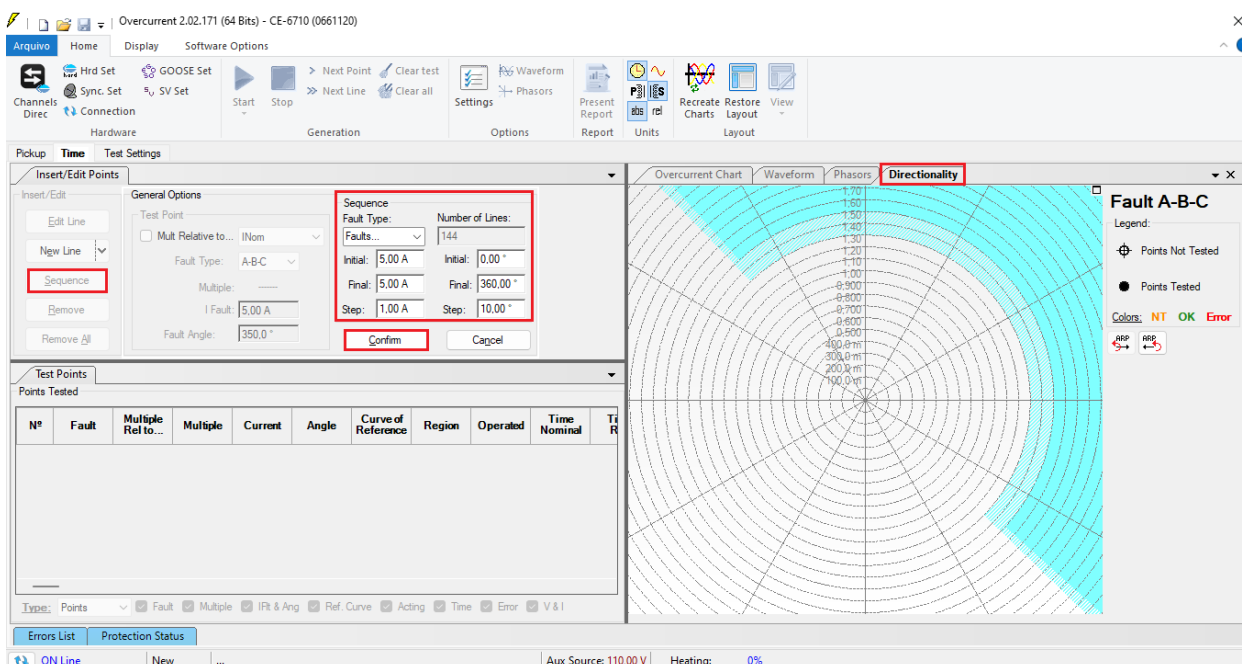 Overcurrent 2.02.171 (64 Bits) - CE-6710 (0661120)
Arquivo Home Display Software Options
Channels Direc
Hrd Set
Sync. Set
Connection
GOOSE Set
SV Set
Hardware
Start
Stop
Next Point
Next Line
Clear test
Clear all
Generation
Settings
Waveform
Phasors
Options
Present Report
Report
abs rel
Units
Recreate Charts
Restore Layout
View
Layout
Pickup Time Test Settings
Insert/Edit Points
Insert/Edit
Edit Line
New Line
Sequence
Remove
Remove All
General Options
Test Point
Mult Relative to... INom
Fault Type: A-B-C
Multiple: -----
I Fault: 5,00 A
Fault Angle: 350,0 °
Sequence
Fault Type: Number of Lines:
Faults... 144
Initial: 5,00 A Initial: 0,00 °
Final: 5,00 A Final: 360,00 °
Step: 1,00 A Step: 10,00 °
Confirm Cancel
Test Points
Points Tested
Nº Fault Multiple Rel to... Multiple Current Angle Curve of Reference Region Operated Time Nominal
Type: Points Fault Multiple IRt & Ang Ref. Curve Acting Time Error V & I
Overcurrent Chart Waveform Phasors Directionality
1,70
1,60
1,50
1,40
1,30
1,20
1,10
1,00
0,900
0,800
0,700
0,600
0,500
400,0 m
300,0 m
200,0 m
100,0 m
Fault A-B-C
Legend:
Points Not Tested
Points Tested
Colors: NT OK Error
ARP ARP
Errors List Protection Status
ON Line New ... Aux Source: 110,00 V Heating: 0%